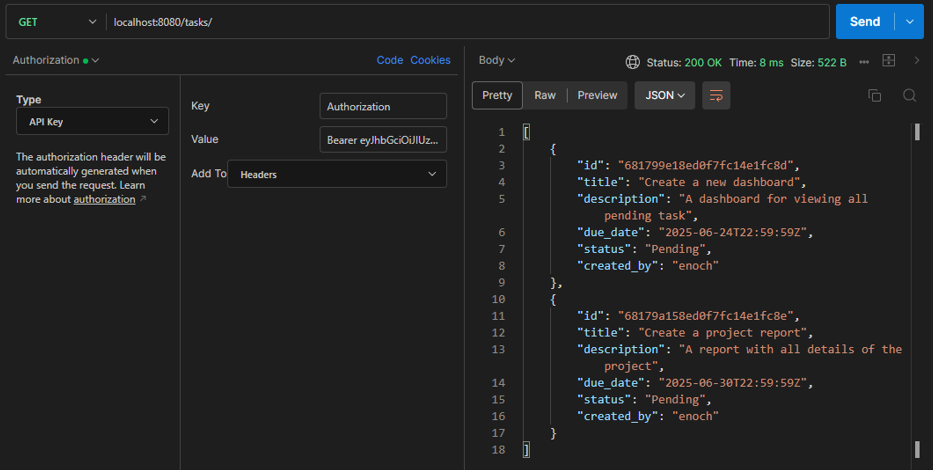 GET localhost:8080/tasks/ Send
Authorization Code Cookies
Type
API Key
The authorization header will be
automatically generated when
you send the request. Learn
more about authorization
Key Authorization
Value Bearer eyJhbGciOiJIUz...
Add To Headers
Body Status: 200 OK Time: 8 ms Size: 522 B
Pretty Raw Preview JSON
1 [
2 {
3 "id": "681799e18ed0f7fc14e1fc8d",
4 "title": "Create a new dashboard",
5 "description": "A dashboard for viewing all
pending task",
6 "due_date": "2025-06-24T22:59:59Z",
7 "status": "Pending",
8 "created_by": "enoch"
9 },
10 {
11 "id": "68179a158ed0f7fc14e1fc8e",
12 "title": "Create a project report",
13 "description": "A report with all details of the
project",
14 "due_date": "2025-06-30T22:59:59Z",
15 "status": "Pending",
16 "created_by": "enoch"
17 }
18 ]